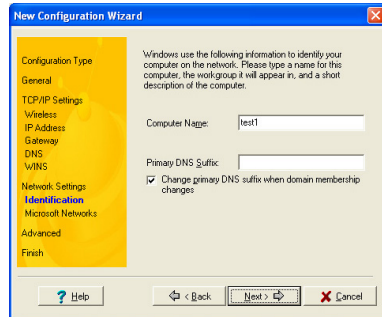 New Configuration Wizard
Configuration Type
General
TCP/IP Settings
Wireless
IP Address
Gateway
DNS
WINS
Network Settings
Identification
Microsoft Networks
Advanced
Finish
Windows use the following information to identify your
computer on the network. Please type a name for this
computer, the workgroup it will appear in, and a short
description of the computer.
Computer Name:
test1
Primary DNS Suffix:
Change primary DNS suffix when domain membership
changes
? Help
< Back
Next >
Cancel